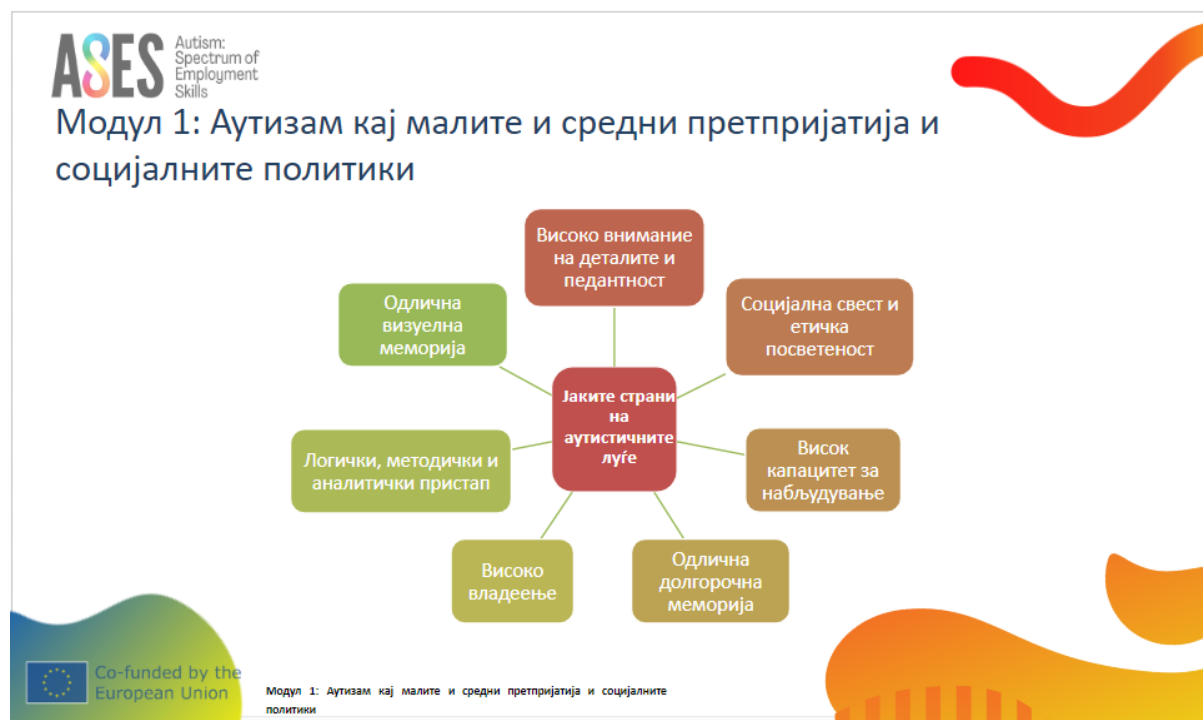 ASES
Autism:
Spectrum of
Employment
Skills
Модул 1: Аутизам кај малите и средни претпријатија и
социјалните политики
Високо внимание
на деталите и
педантност
Социјална свест и
етичка
посветеност
Висок
капацитет за
набљудување
Одлична
долгорочна
меморија
Високо
владеење
Логички, методички и
аналитички пристап
Одлична
визуелна
меморија
Јаките страни
на
аутистичните
луѓе
Co-funded by the
European Union
Модул 1: Аутизам кај малите и средни претпријатија и социјалните
политики